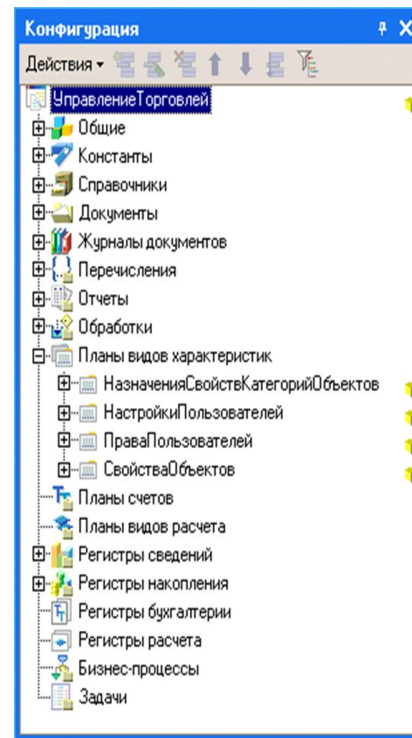 Конфигурация
Действия
УправлениеТорговлей
Общие
Константы
Справочники
Документы
Журналы документов
Перечисления
Отчеты
Обработки
Планы видов характеристик
НазначенияСвойствКатегорийОбъектов
НастройкиПользователей
ПраваПользователей
СвойстваОбъектов
Планы счетов
Планы видов расчета
Регистры сведений
Регистры накопления
Регистры бухгалтерии
Регистры расчета
Бизнес-процессы
Задачи